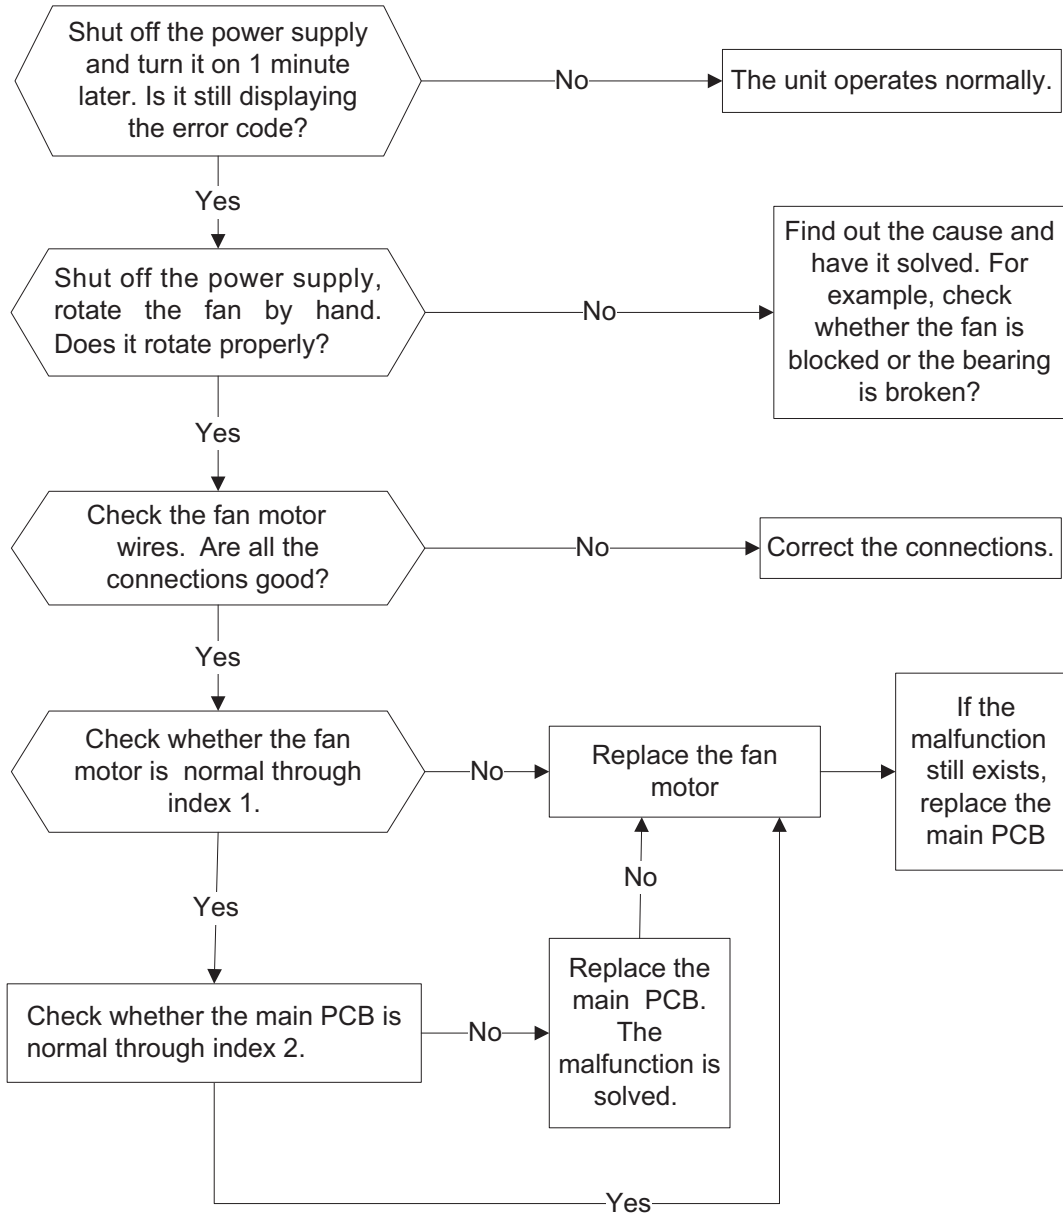 Shut off the power supply
and turn it on 1 minute
later. Is it still displaying
the error code?
No
The unit operates normally.
Yes
Shut off the power supply,
rotate the fan by hand.
Does it rotate properly?
No
Find out the cause and
have it solved. For
example, check
whether the fan is
blocked or the bearing
is broken?
Yes
Check the fan motor
wires. Are all the
connections good?
No
Correct the connections.
Yes
Check whether the fan
motor is normal through
index 1.
No
Replace the fan
motor
If the
malfunction
still exists,
replace the
main PCB
Yes
No
Check whether the main PCB is
normal through index 2.
No
Replace the
main PCB.
The
malfunction is
solved.
Yes